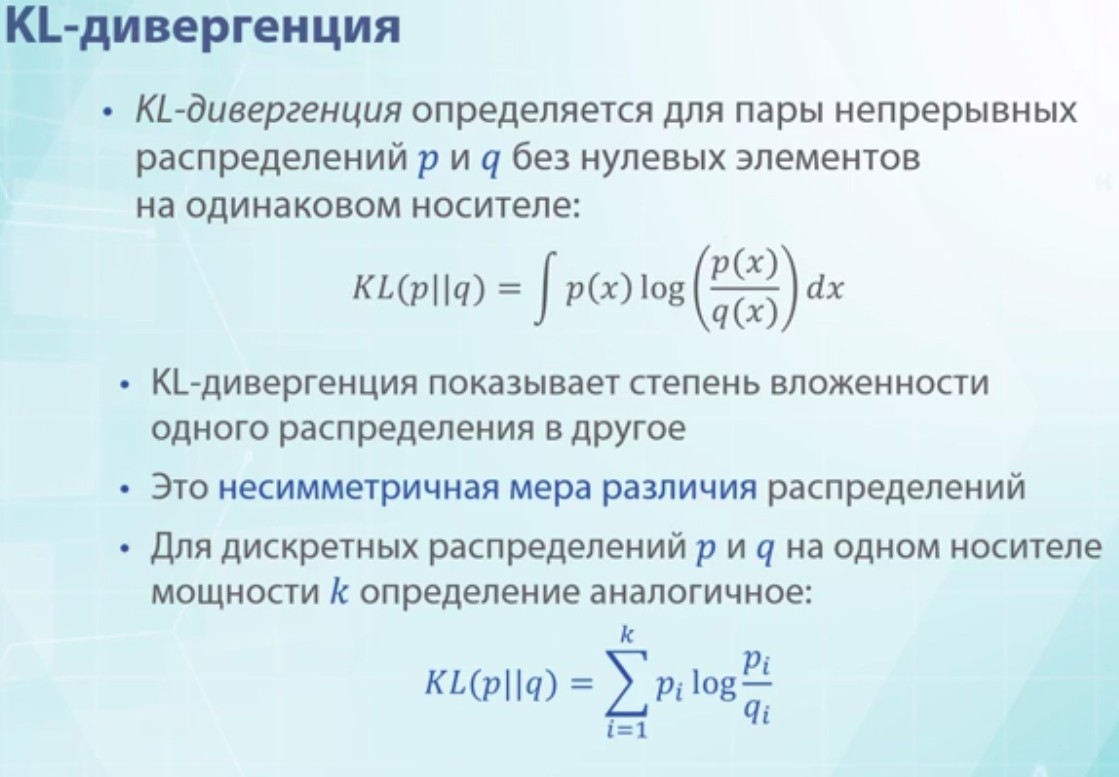 KL-дивергенция
• KL-дивергенция определяется для пары непрерывных
распределений p и q без нулевых элементов
на одинаковом носителе:
KL(p||q) = ∫ p(x) log (p(x)/q(x)) dx
• KL-дивергенция показывает степень вложенности
одного распределения в другое
• Это несимметричная мера различия распределений
• Для дискретных распределений p и q на одном носителе
мощности k определение аналогичное:
KL(p||q) = ∑_{i=1}^{k} p_i log p_i/q_i